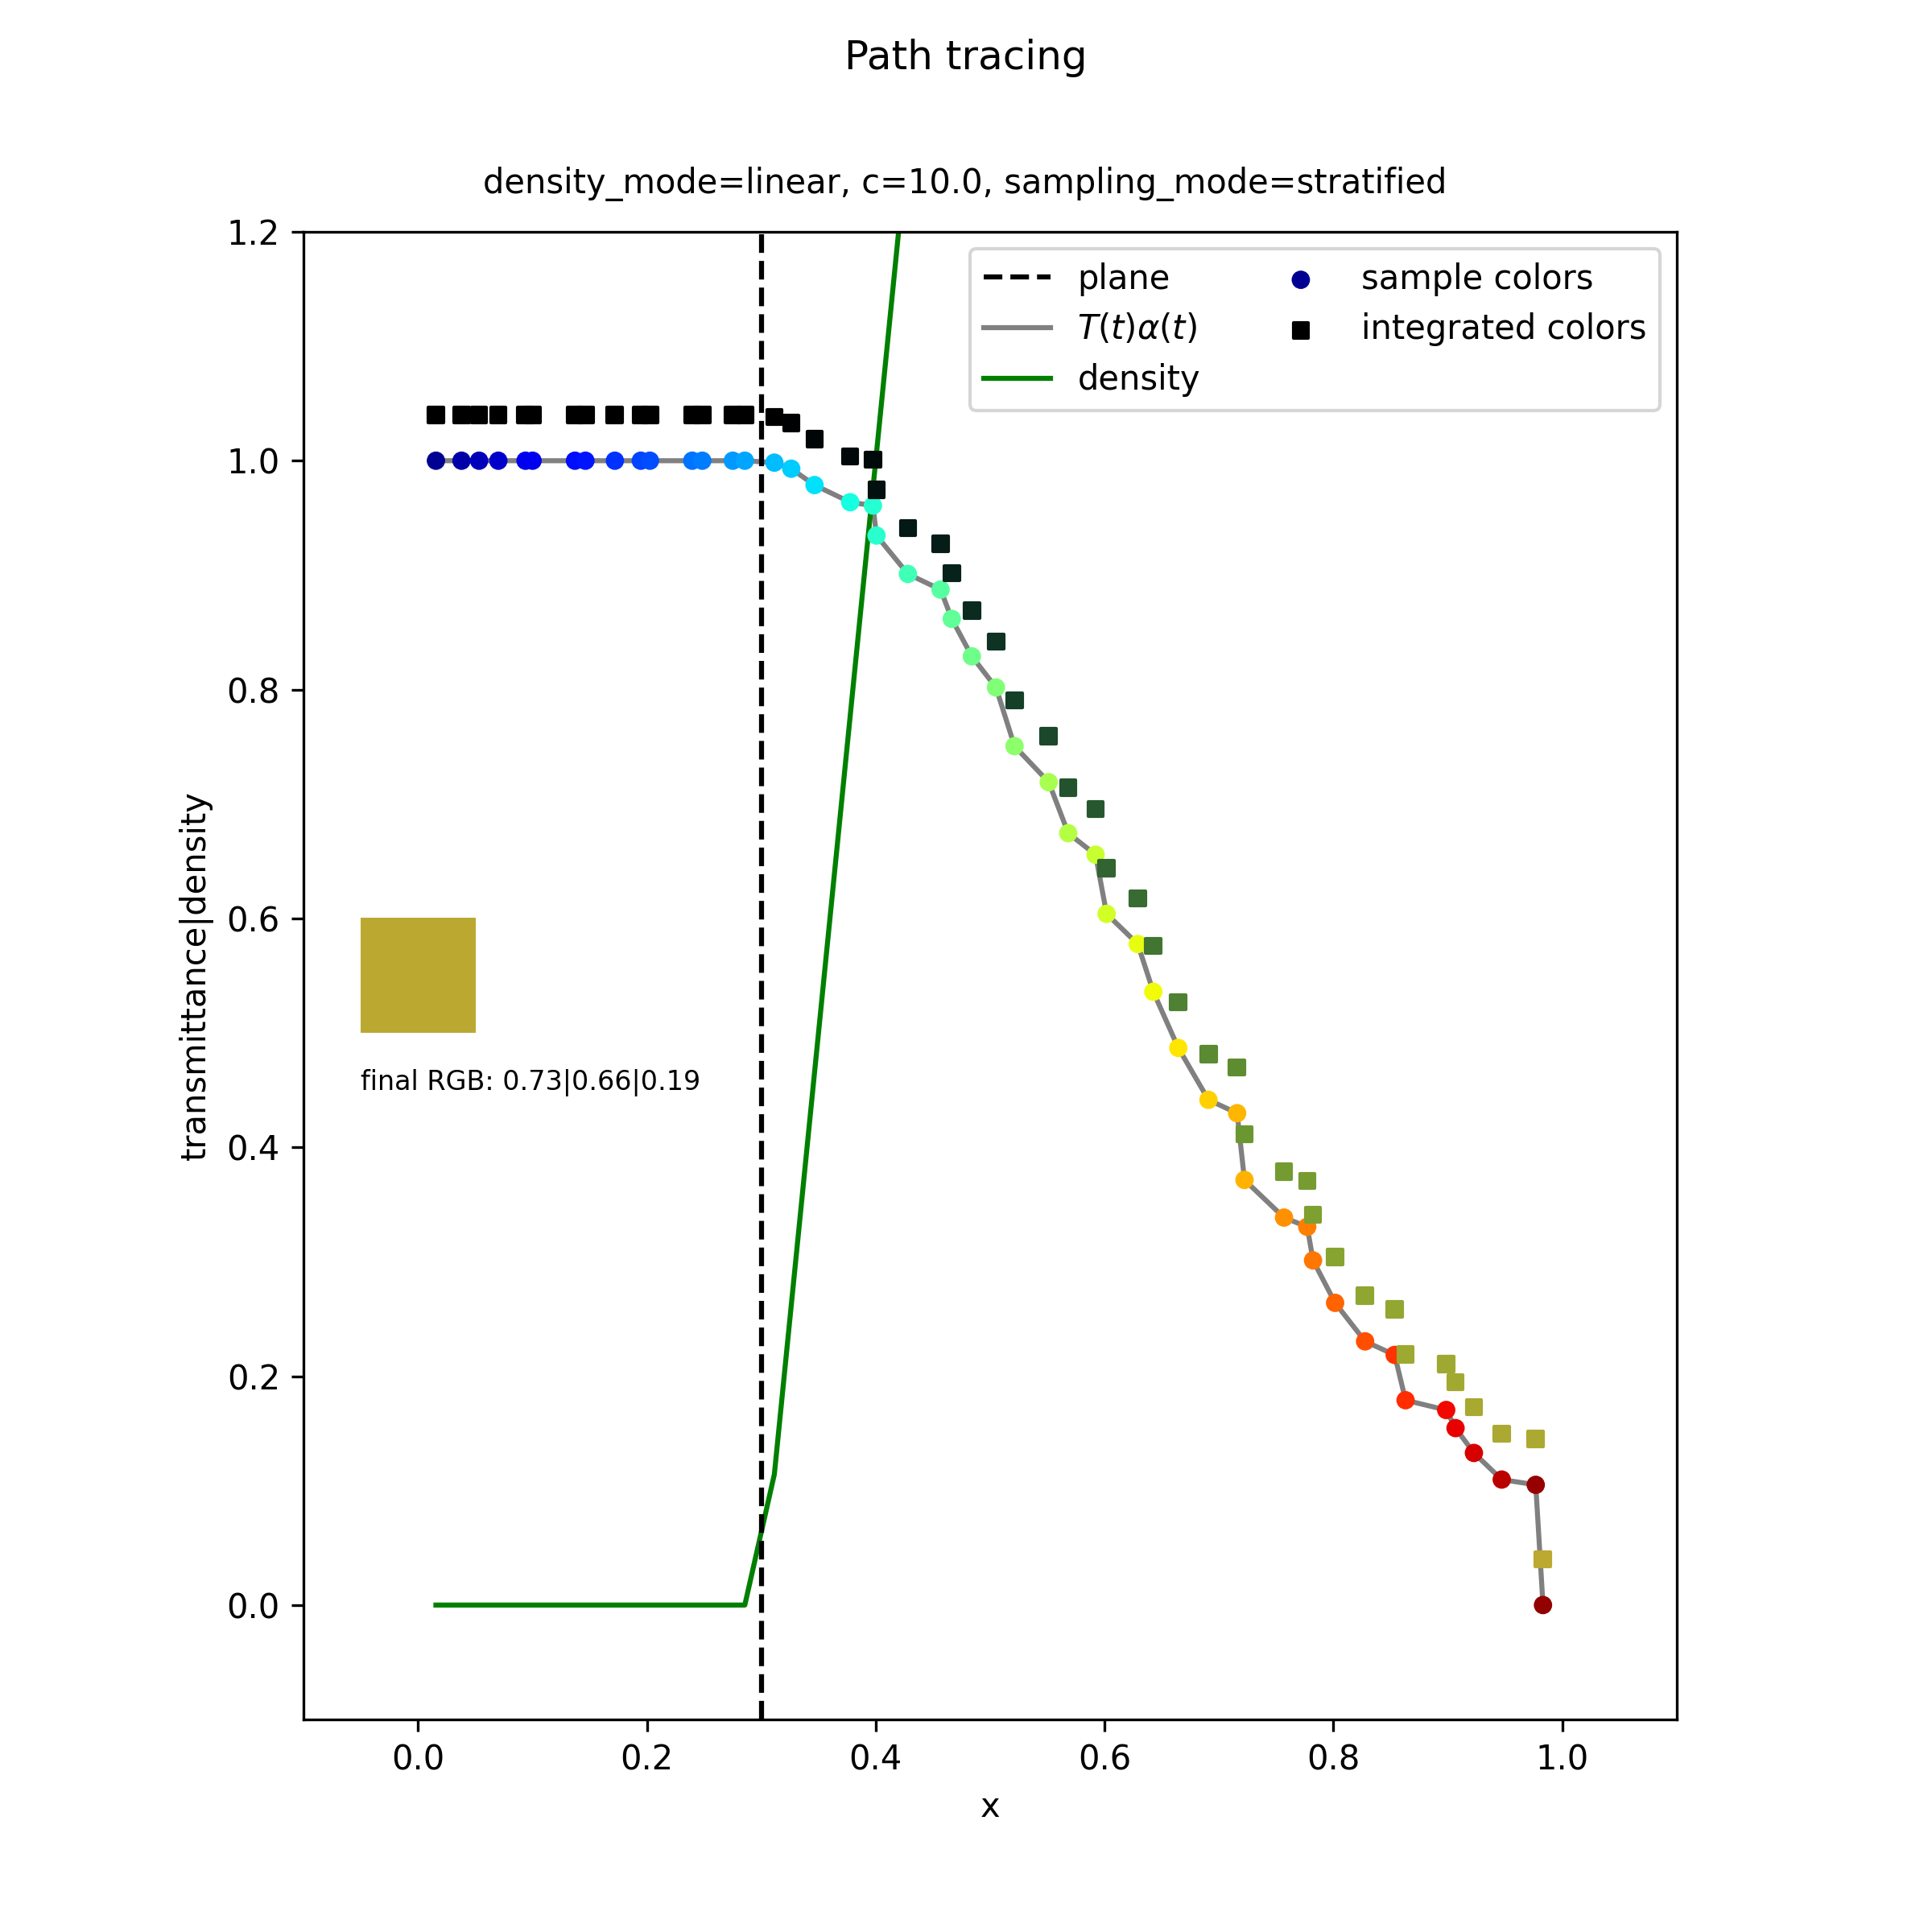 Path tracing
density_mode=linear, c=10.0, sampling_mode=stratified
plane
T(t)α(t)
density
sample colors
integrated colors
1.2
1.0
0.8
0.6
0.4
0.2
0.0
transmittance|density
final RGB: 0.73|0.66|0.19
0.0 0.2 0.4 0.6 0.8 1.0
x